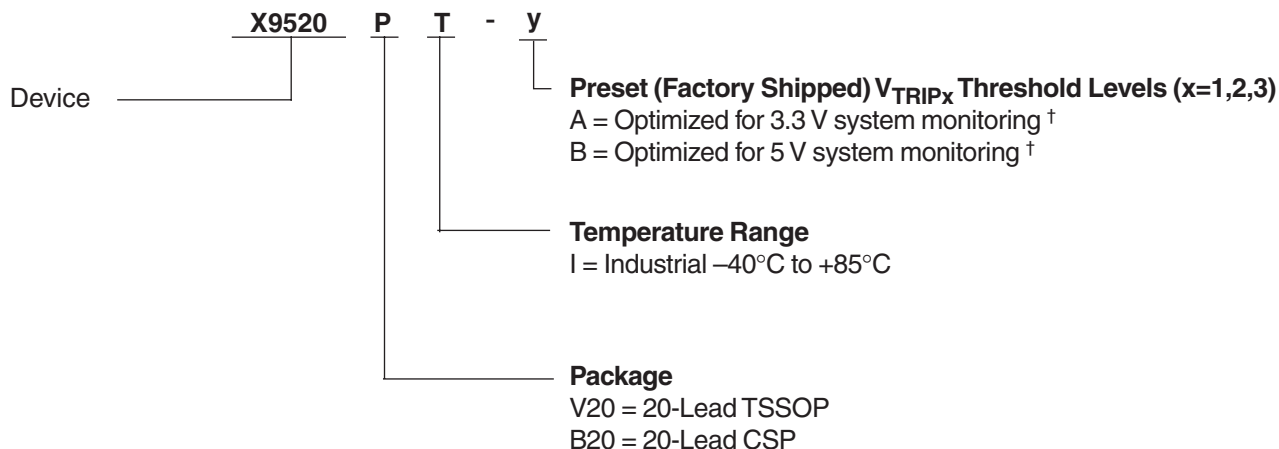 X9520 P T - y
Device
Preset (Factory Shipped) VTRIPx Threshold Levels (x=1,2,3)
A = Optimized for 3.3 V system monitoring †
B = Optimized for 5 V system monitoring †
Temperature Range
I = Industrial –40°C to +85°C
Package
V20 = 20-Lead TSSOP
B20 = 20-Lead CSP